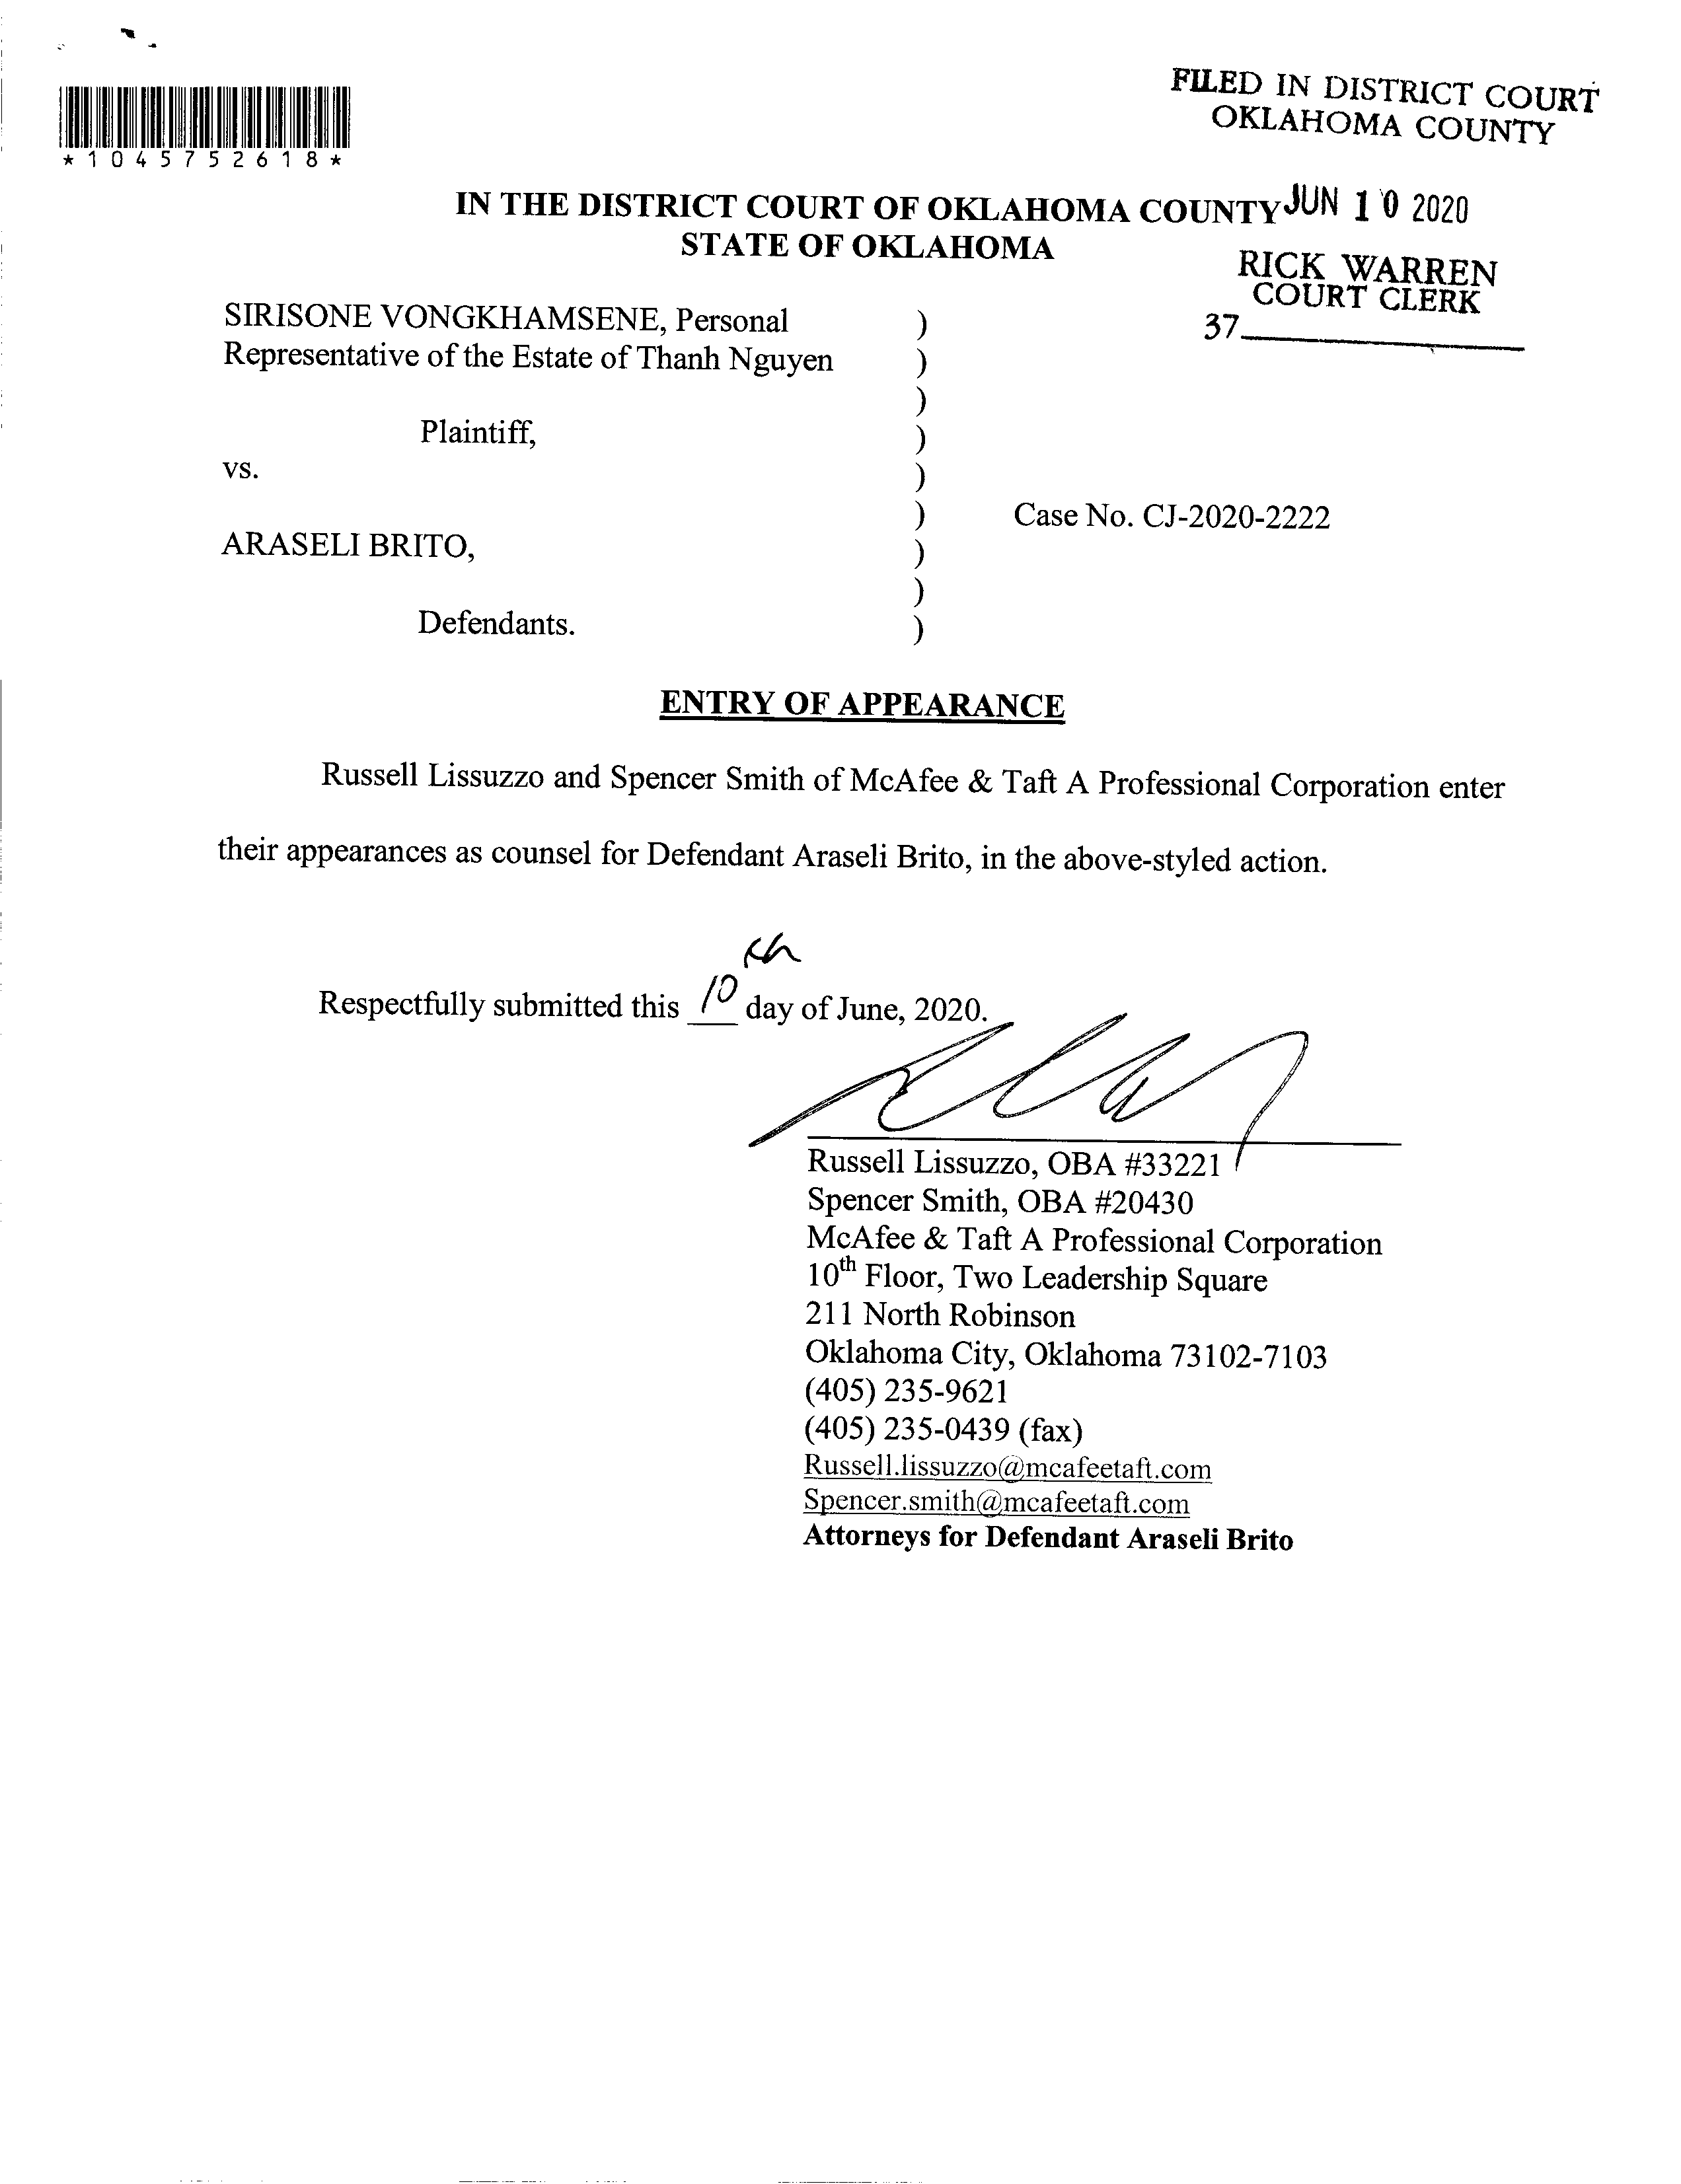 *1045752618*
FILED IN DISTRICT COURT
OKLAHOMA COUNTY
IN THE DISTRICT COURT OF OKLAHOMA COUNTY JUN 10 2020
STATE OF OKLAHOMA
RICK WARREN
COURT CLERK
37
SIRISONE VONGKHAMSENE, Personal )
Representative of the Estate of Thanh Nguyen )
)
Plaintiff, )
vs. )
) Case No. CJ-2020-2222
ARASELI BRITO, )
)
Defendants. )
ENTRY OF APPEARANCE
Russell Lissuzzo and Spencer Smith of McAfee & Taft A Professional Corporation enter
their appearances as counsel for Defendant Araseli Brito, in the above-styled action.
Respectfully submitted this 10th day of June, 2020.
Russell Lissuzzo, OBA #33221
Spencer Smith, OBA #20430
McAfee & Taft A Professional Corporation
10th Floor, Two Leadership Square
211 North Robinson
Oklahoma City, Oklahoma 73102-7103
(405) 235-9621
(405) 235-0439 (fax)
Russell.lissuzzo@mcafeetaft.com
Spencer.smith@mcafeetaft.com
Attorneys for Defendant Araseli Brito